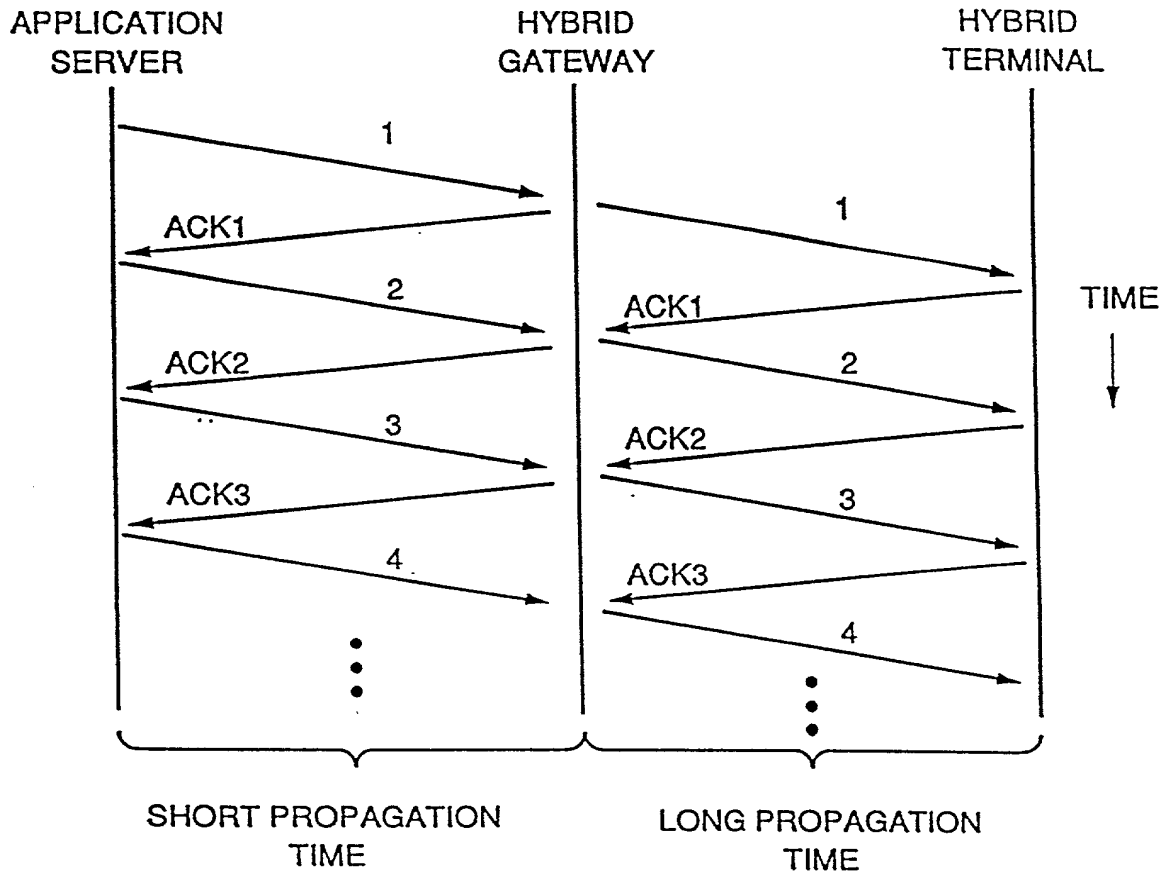 APPLICATION
SERVER
HYBRID
GATEWAY
HYBRID
TERMINAL
1
1
ACK1
2
ACK1
TIME
ACK2
2
3
ACK2
ACK3
3
4
ACK3
4
SHORT PROPAGATION
TIME
LONG PROPAGATION
TIME